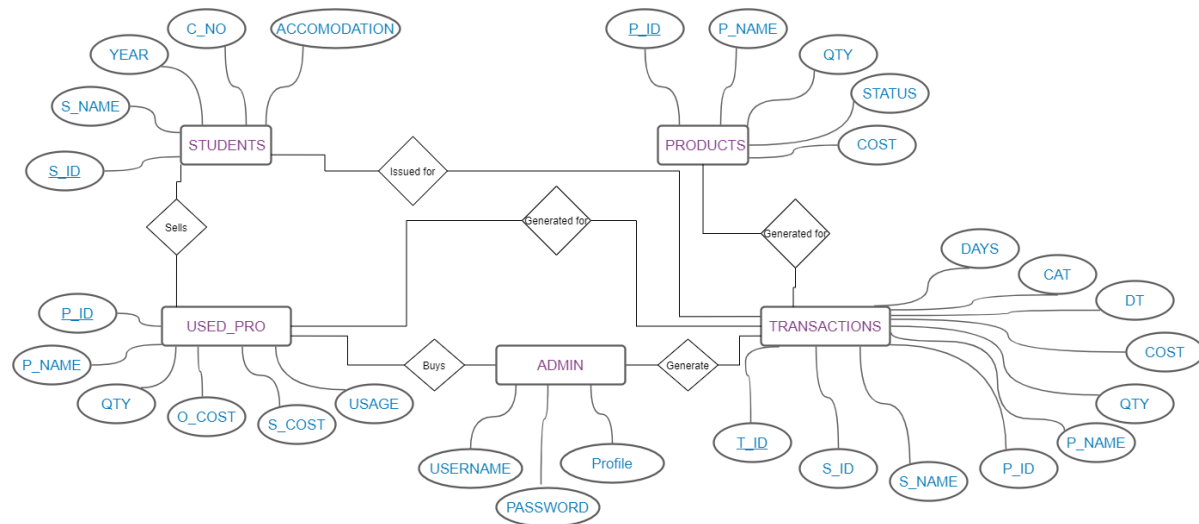 C_NO
ACCOMODATION
YEAR
S_NAME
S_ID
STUDENTS
P_ID
P_NAME
QTY
STATUS
COST
PRODUCTS
Issued for
Sells
Generated for
Generated for
P_ID
P_NAME
QTY
O_COST
S_COST
USAGE
USED_PRO
Buys
ADMIN
USERNAME
PASSWORD
Profile
Generate
TRANSACTIONS
DAYS
CAT
DT
COST
QTY
P_NAME
P_ID
S_NAME
S_ID
T_ID